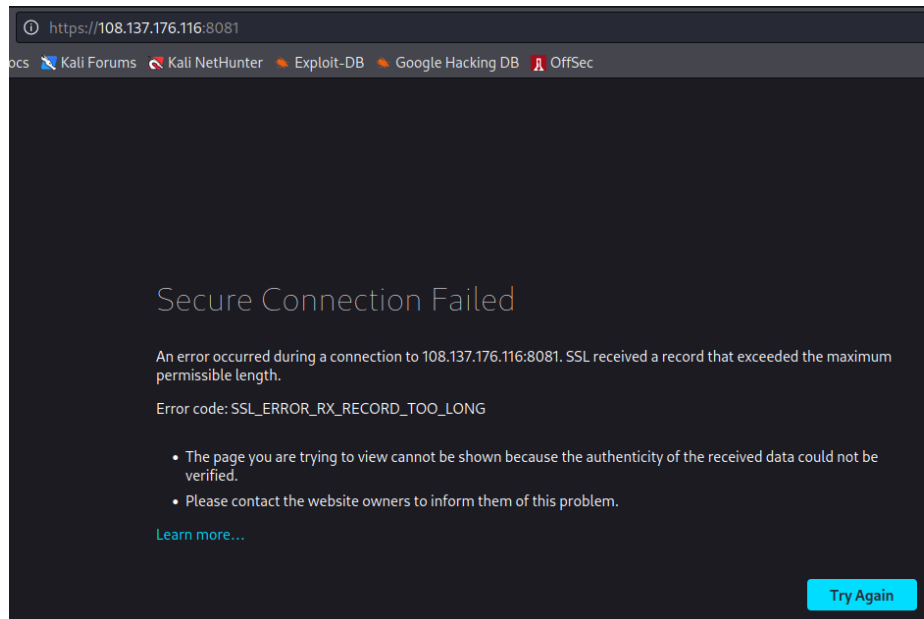 https://108.137.176.116:8081
ocs Kali Forums Kali NetHunter Exploit-DB Google Hacking DB OffSec
Secure Connection Failed
An error occurred during a connection to 108.137.176.116:8081. SSL received a record that exceeded the maximum
permissible length.
Error code: SSL_ERROR_RX_RECORD_TOO_LONG
• The page you are trying to view cannot be shown because the authenticity of the received data could not be
verified.
• Please contact the website owners to inform them of this problem.
Learn more…
Try Again